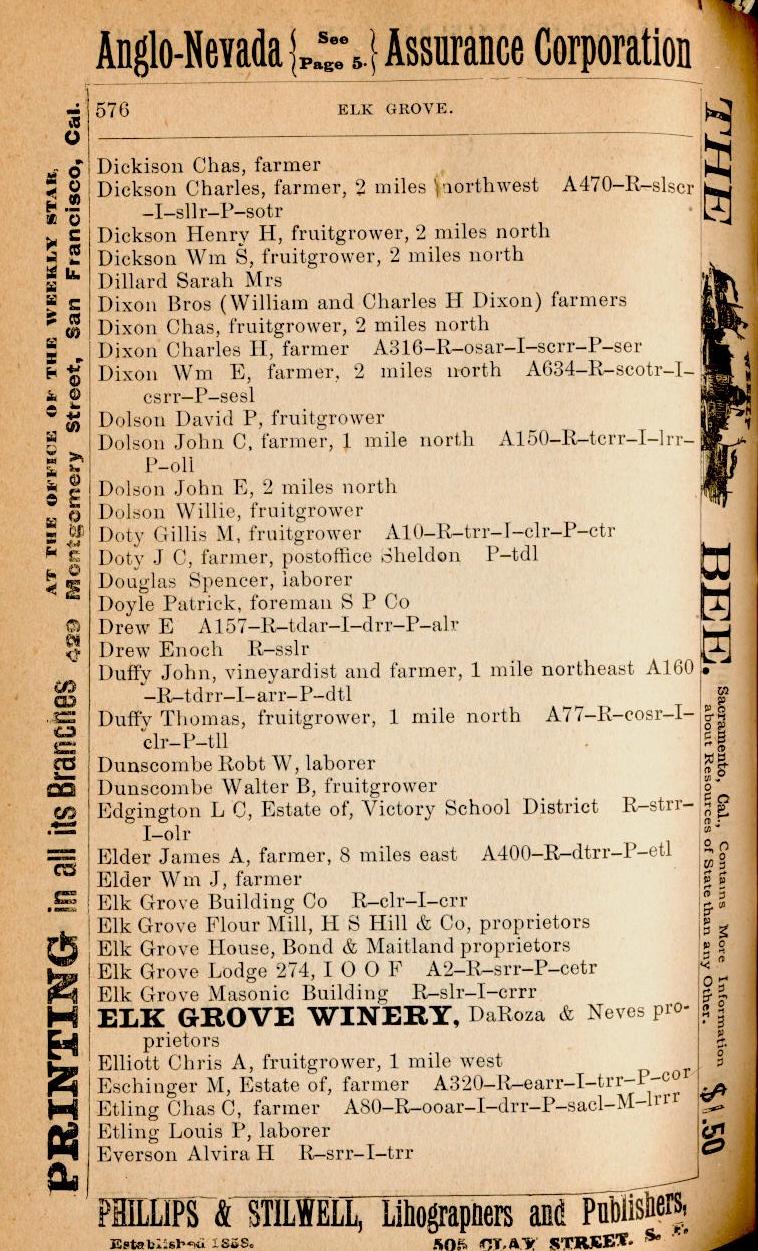 Anglo-Nevada { See Page 5. } Assurance Corporation
576 ELK GROVE.
Dickison Chas, farmer
Dickson Charles, farmer, 2 miles northwest A470–R–slscr
–I–sllr–P–sotr
Dickson Henry H, fruitgrower, 2 miles north
Dickson Wm S, fruitgrower, 2 miles north
Dillard Sarah Mrs
Dixon Bros (William and Charles H Dixon) farmers
Dixon Chas, fruitgrower, 2 miles north
Dixon Charles H, farmer A316–R–osar–I–scrr–P–ser
Dixon Wm E, farmer, 2 miles north A634–R–scotr–I–
csrr–P–sesl
Dolson David P, fruitgrower
Dolson John C, farmer, 1 mile north A150–R–tcrr–I–lrr–
P–oll
Dolson John E, 2 miles north
Dolson Willie, fruitgrower
Doty Gillis M, fruitgrower A10–R–trr–I–clr–P–ctr
Doty J C, farmer, postoffice Sheldon P–tdl
Douglas Spencer, laborer
Doyle Patrick, foreman S P Co
Drew E A157–R–tdar–I–drr–P–alr
Drew Enoch R–sslr
Duffy John, vineyardist and farmer, 1 mile northeast A160
–R–tdrr–I–arr–P–dtl
Duffy Thomas, fruitgrower, 1 mile north A77–R–cosr–I–
clr–P–tll
Dunscombe Robt W, laborer
Dunscombe Walter B, fruitgrower
Edgington L C, Estate of, Victory School District R–strr–
I–olr
Elder James A, farmer, 8 miles east A400–R–dtrr–P–etl
Elder Wm J, farmer
Elk Grove Building Co R–clr–I–crr
Elk Grove Flour Mill, H S Hill & Co, proprietors
Elk Grove House, Bond & Maitland proprietors
Elk Grove Lodge 274, I O O F A2–R–srr–P–cetr
Elk Grove Masonic Building R–slr–I–crrr
ELK GROVE WINERY, DaRoza & Neves pro-
prietors
Elliott Chris A, fruitgrower, 1 mile west
Eschinger M, Estate of, farmer A320–R–earr–I–trr–P–cor
Etling Chas C, farmer A80–R–ooar–I–drr–P–sacl–M–lrrr
Etling Louis P, laborer
Everson Alvira H R–srr–I–trr
PHILLIPS & STILWELL, Lihographers and Publishers,
Established 1858. 505 CLAY STREET. S. F.
PRINTING in all its Branches
AT THE OFFICE OF THE WEEKLY STAR,
429 Montgomery Street, San Francisco, Cal.
THE WEEKLY BEE.
Sacramento, Cal., Contains More Information
about Resources of State than any Other.
$1.50